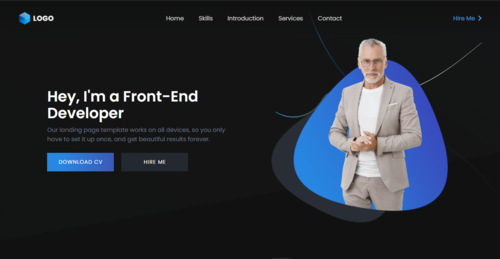 LOGO
Home Skills Introduction Services Contact
Hire Me
Hey, I'm a Front-End
Developer
Our landing page template works on all devices, so you only
have to set it up once, and get beautiful results forever.
DOWNLOAD CV HIRE ME